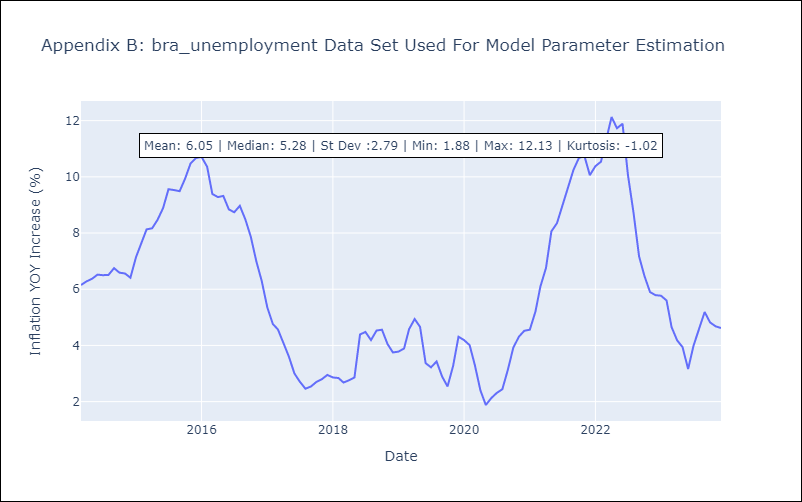 Appendix B: bra_unemployment Data Set Used For Model Parameter Estimation
Mean: 6.05 | Median: 5.28 | St Dev :2.79 | Min: 1.88 | Max: 12.13 | Kurtosis: -1.02
Inflation YOY Increase (%)
12
10
8
6
4
2
2016
2018
2020
2022
Date